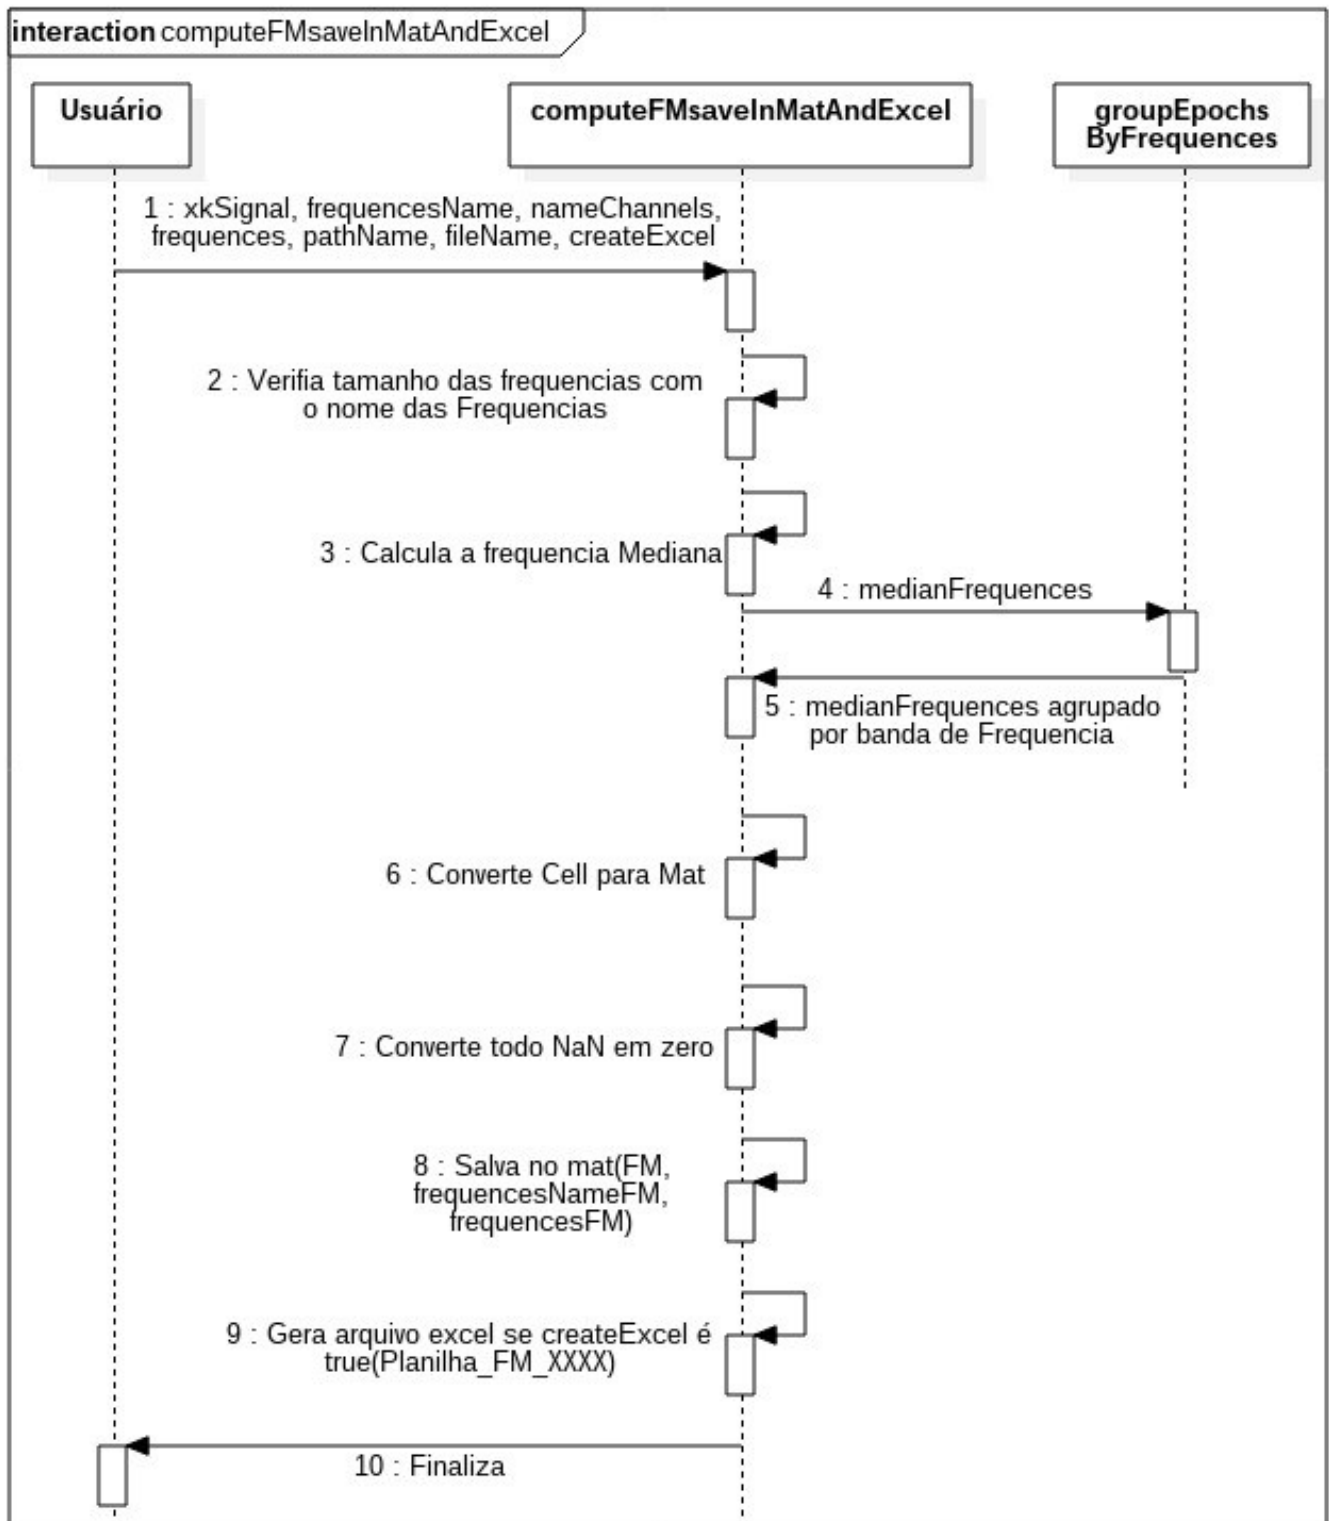 interaction computeFMsaveInMatAndExcel
Usuário
computeFMsaveInMatAndExcel
groupEpochs
ByFrequences
1 : xkSignal, frequencesName, nameChannels,
frequences, pathName, fileName, createExcel
2 : Verifia tamanho das frequencias com
o nome das Frequencias
3 : Calcula a frequencia Mediana
4 : medianFrequences
5 : medianFrequences agrupado
por banda de Frequencia
6 : Converte Cell para Mat
7 : Converte todo NaN em zero
8 : Salva no mat(FM,
frequencesNameFM,
frequencesFM)
9 : Gera arquivo excel se createExcel é
true(Planilha_FM_XXXX)
10 : Finaliza